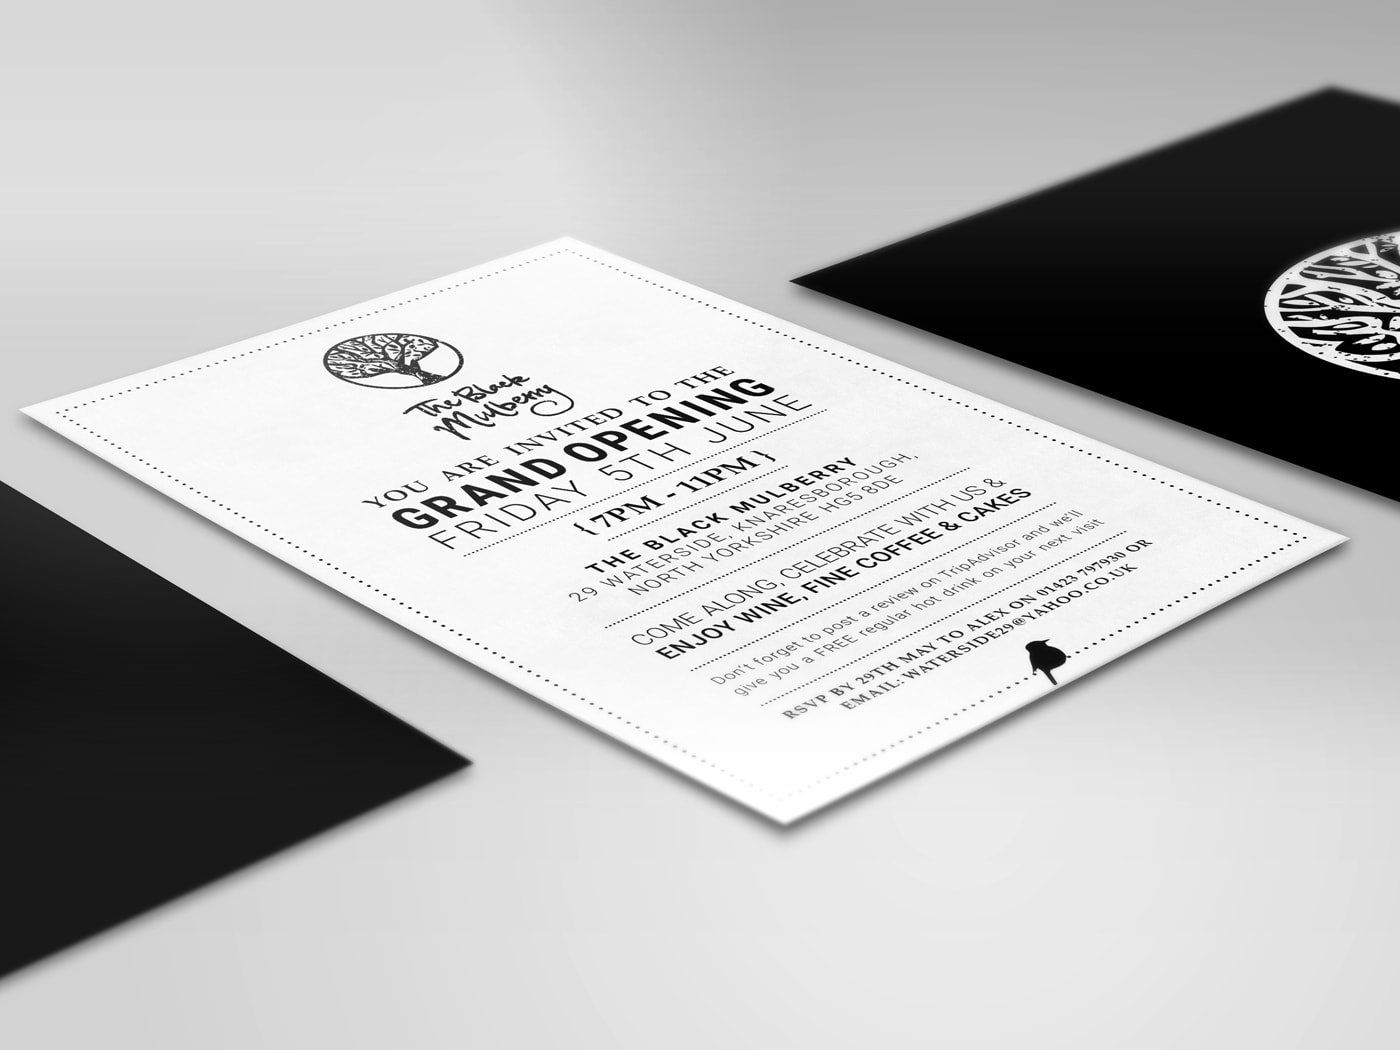 The Black
Mulberry
YOU ARE INVITED TO THE
GRAND OPENING
FRIDAY 5TH JUNE
{ 7PM - 11PM }
THE BLACK MULBERRY
29 WATERSIDE, KNARESBOROUGH,
NORTH YORKSHIRE HG5 8DE
COME ALONG, CELEBRATE WITH US &
ENJOY WINE, FINE COFFEE & CAKES
Don't forget to post a review on TripAdvisor and we'll
give you a FREE regular hot drink on your next visit
RSVP BY 29TH MAY TO ALEX ON 01423 797930 OR
EMAIL: WATERSIDE29@YAHOO.CO.UK